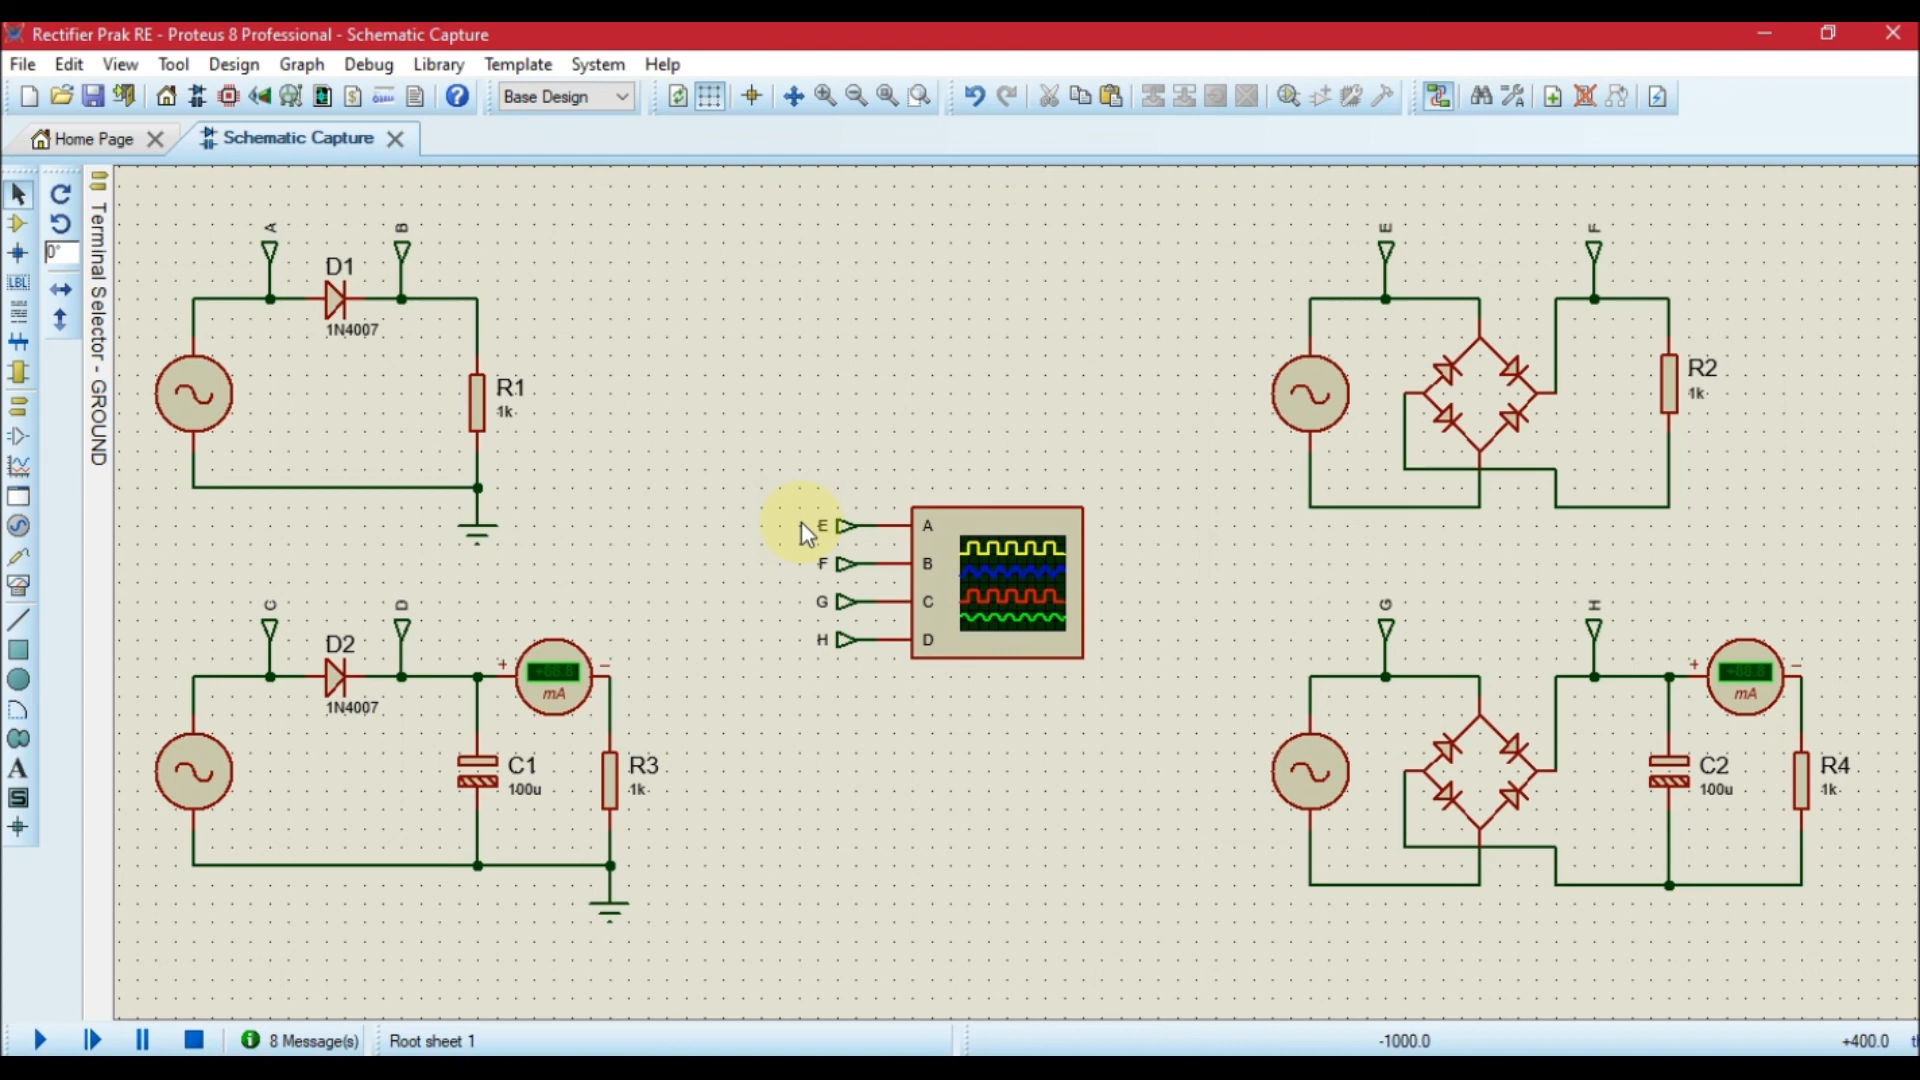 Rectifier Prak RE - Proteus 8 Professional - Schematic Capture
File Edit View Tool Design Graph Debug Library Template System Help
Base Design
Home Page Schematic Capture
0°
Terminal Selector - GROUND
LBL
A
S
A B
D1
1N4007
R1
1k
E F
R2
1k
E A
F B
G C
H D
C D
D2
1N4007
+ −
mA
C1
100u
R3
1k
G H
+ −
mA
C2
100u
R4
1k
8 Message(s) Root sheet 1 -1000.0 +400.0